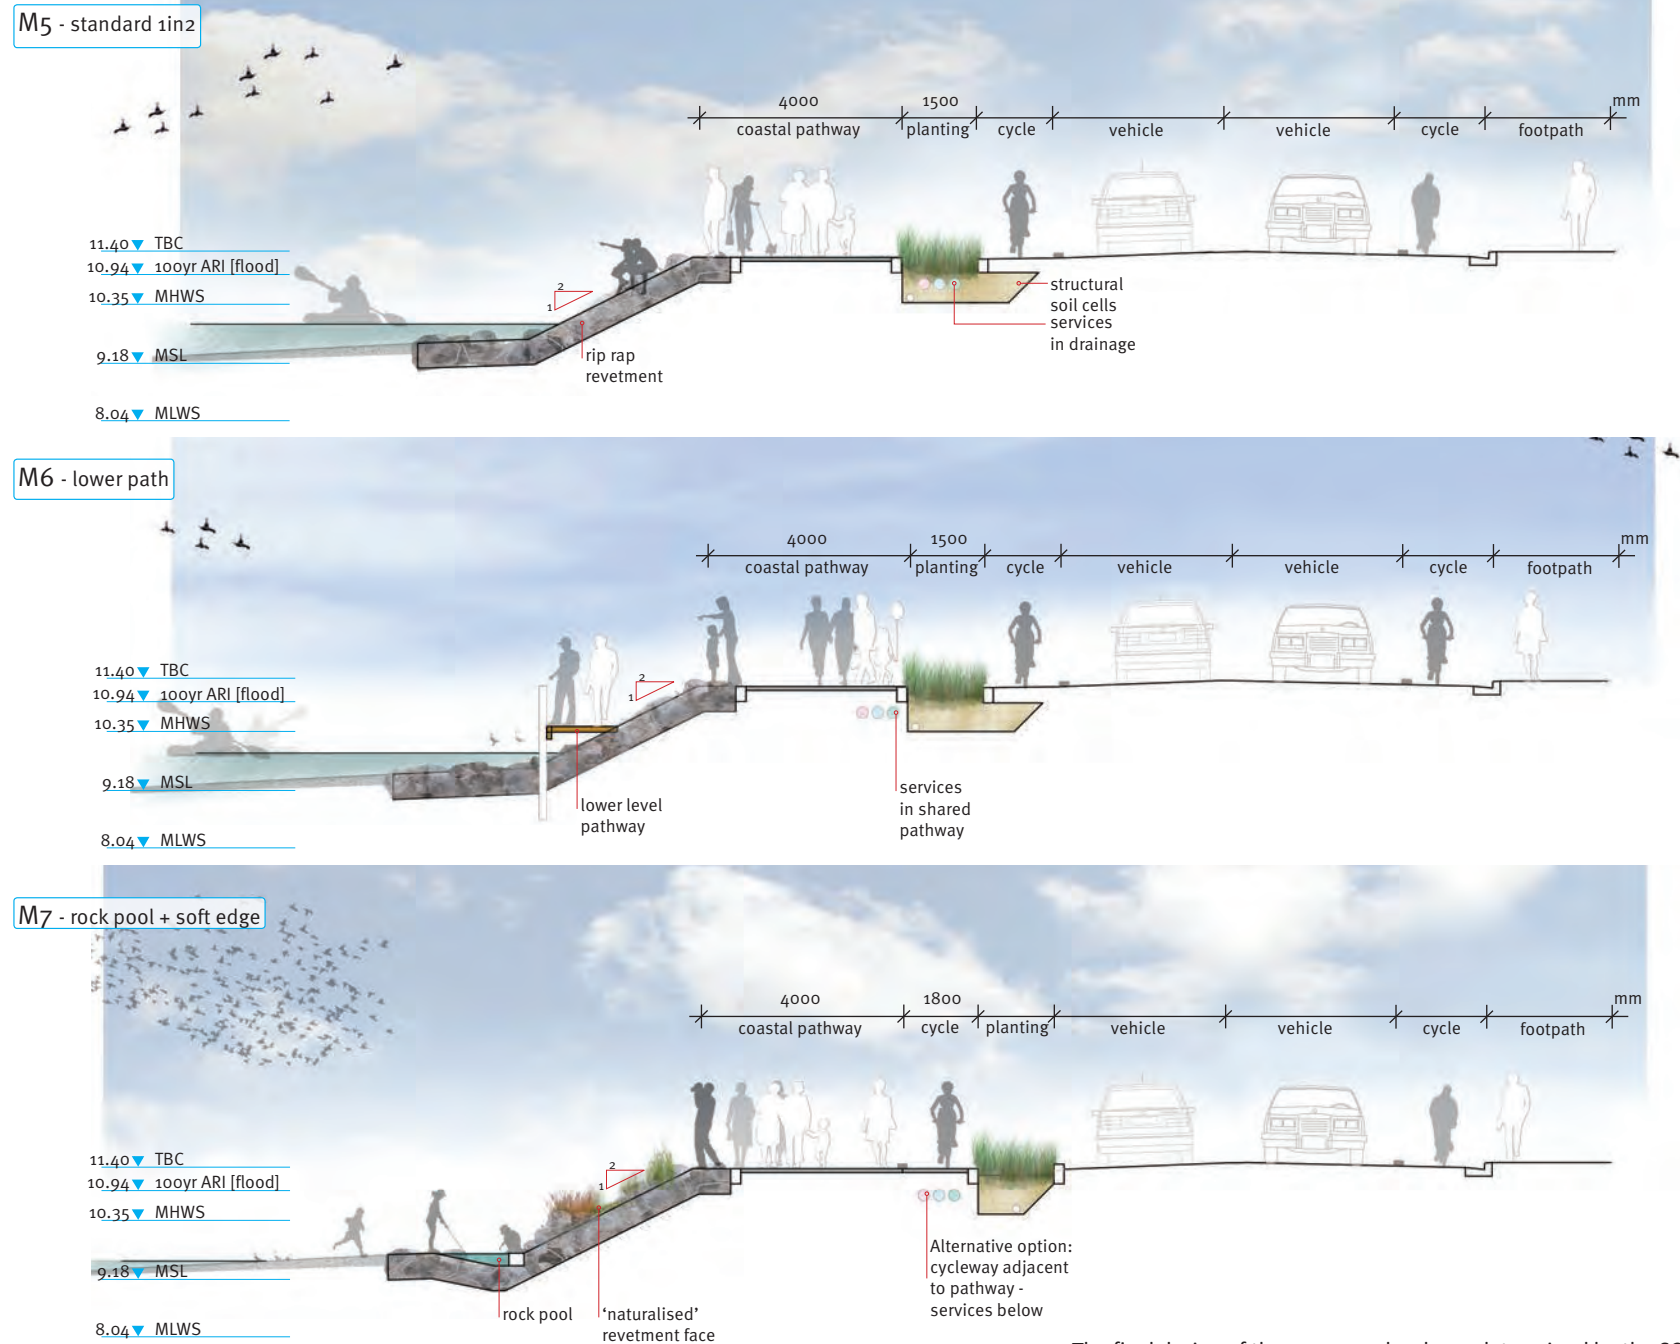 M5 - standard 1in2
4000
1500
mm
coastal pathway
planting
cycle
vehicle
vehicle
cycle
footpath
11.40 TBC
10.94 100yr ARI [flood]
10.35 MHWS
9.18 MSL
8.04 MLWS
2
1
rip rap
revetment
structural
soil cells
services
in drainage
M6 - lower path
4000
1500
mm
coastal pathway
planting
cycle
vehicle
vehicle
cycle
footpath
11.40 TBC
10.94 100yr ARI [flood]
10.35 MHWS
9.18 MSL
8.04 MLWS
2
1
lower level
pathway
services
in shared
pathway
M7 - rock pool + soft edge
4000
1800
mm
coastal pathway
cycle
planting
vehicle
vehicle
cycle
footpath
11.40 TBC
10.94 100yr ARI [flood]
10.35 MHWS
9.18 MSL
8.04 MLWS
2
1
rock pool
'naturalised'
revetment face
Alternative option:
cycleway adjacent
to pathway -
services below